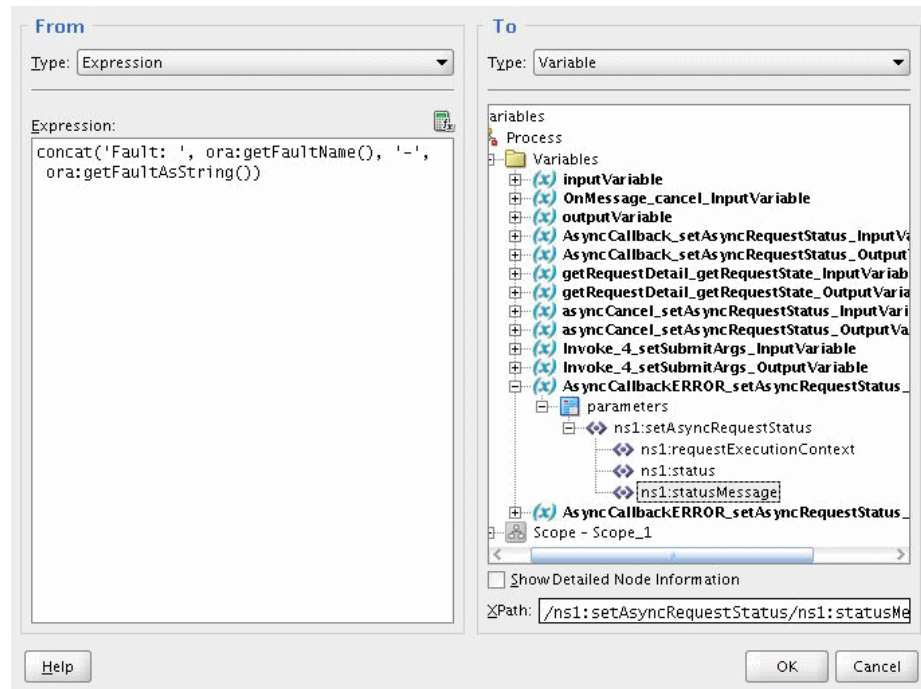 From
Type: Expression
Expression:
concat('Fault: ', ora:getFaultName(), '-',
ora:getFaultAsString())
To
Type: Variable
ariables
Process
Variables
(x) inputVariable
(x) OnMessage_cancel_InputVariable
(x) outputVariable
(x) AsyncCallback_setAsyncRequestStatus_InputVa
(x) AsyncCallback_setAsyncRequestStatus_Output
(x) getRequestDetail_getRequestState_InputVariab
(x) getRequestDetail_getRequestState_OutputVaria
(x) asyncCancel_setAsyncRequestStatus_InputVari
(x) asyncCancel_setAsyncRequestStatus_OutputVa
(x) Invoke_4_setSubmitArgs_InputVariable
(x) Invoke_4_setSubmitArgs_OutputVariable
(x) AsyncCallbackERROR_setAsyncRequestStatus_
parameters
ns1:setAsyncRequestStatus
ns1:requestExecutionContext
ns1:status
ns1:statusMessage
(x) AsyncCallbackERROR_setAsyncRequestStatus_
Scope - Scope_1
Show Detailed Node Information
XPath: /ns1:setAsyncRequestStatus/ns1:statusMe
Help
OK
Cancel